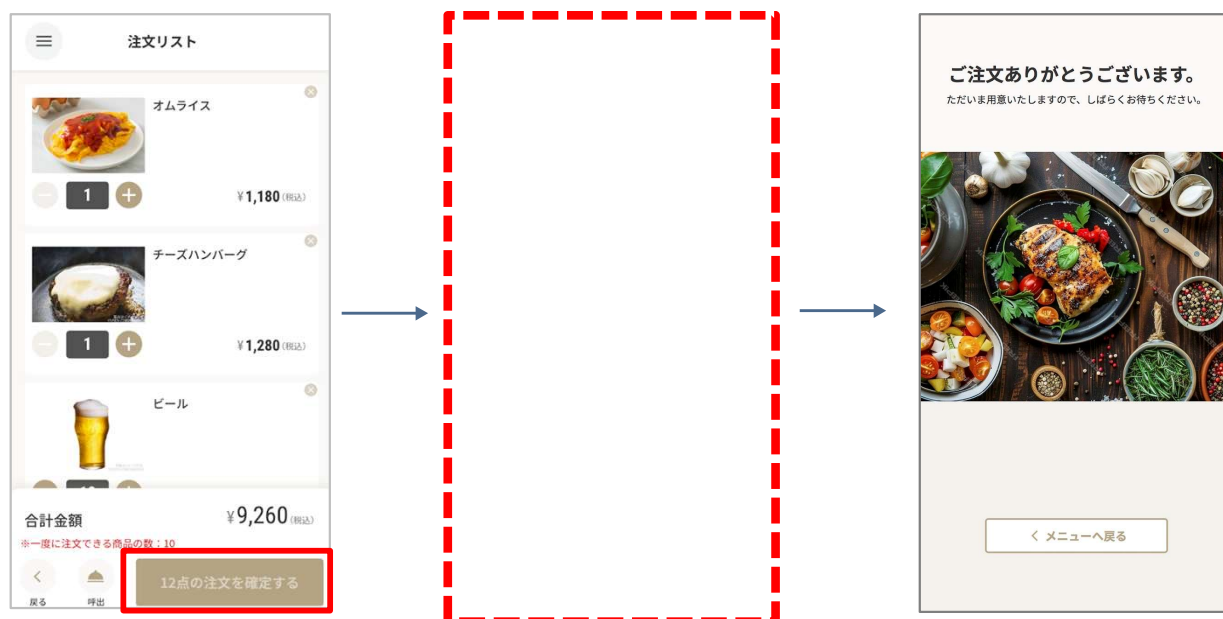 注文リスト
オムライス
1
¥1,180(税込)
チーズハンバーグ
1
¥1,280(税込)
ビール
合計金額
¥9,260(税込)
※一度に注文できる商品の数：10
戻る
呼出
12点の注文を確定する
ご注文ありがとうございます。
ただいま用意いたしますので、しばらくお待ちください。
メニューへ戻る